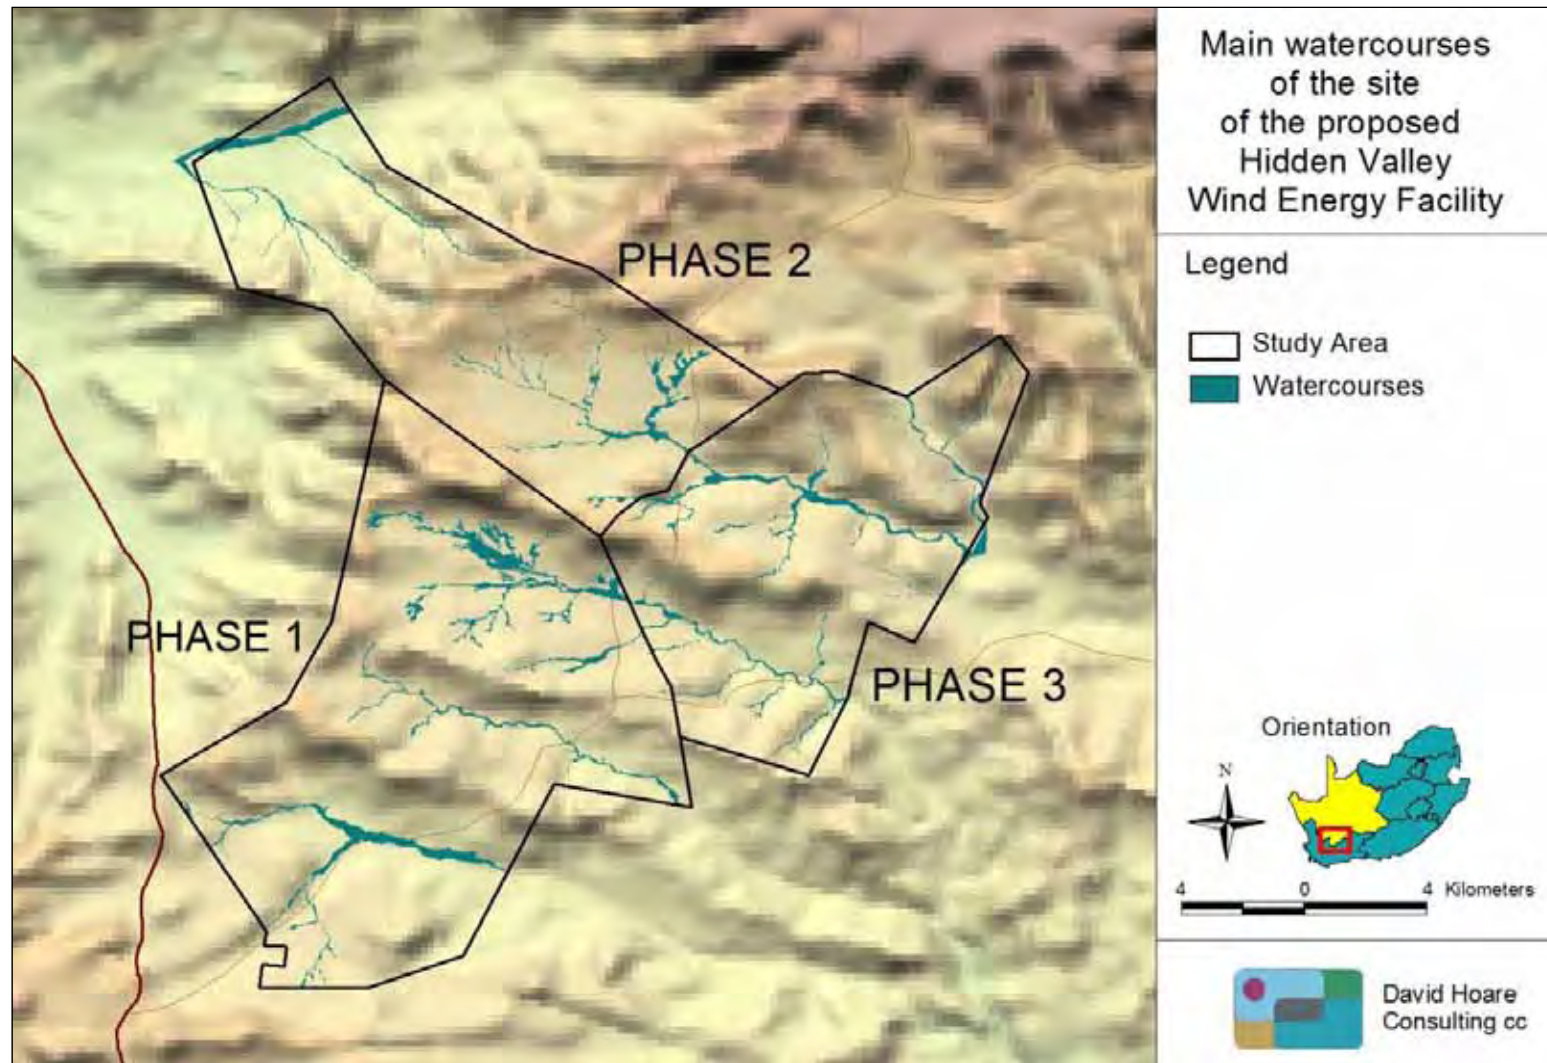 Main watercourses
of the site
of the proposed
Hidden Valley
Wind Energy Facility
Legend
Study Area
Watercourses
PHASE 2
PHASE 1
PHASE 3
Orientation
N
4 0 4 Kilometers
David Hoare
Consulting cc